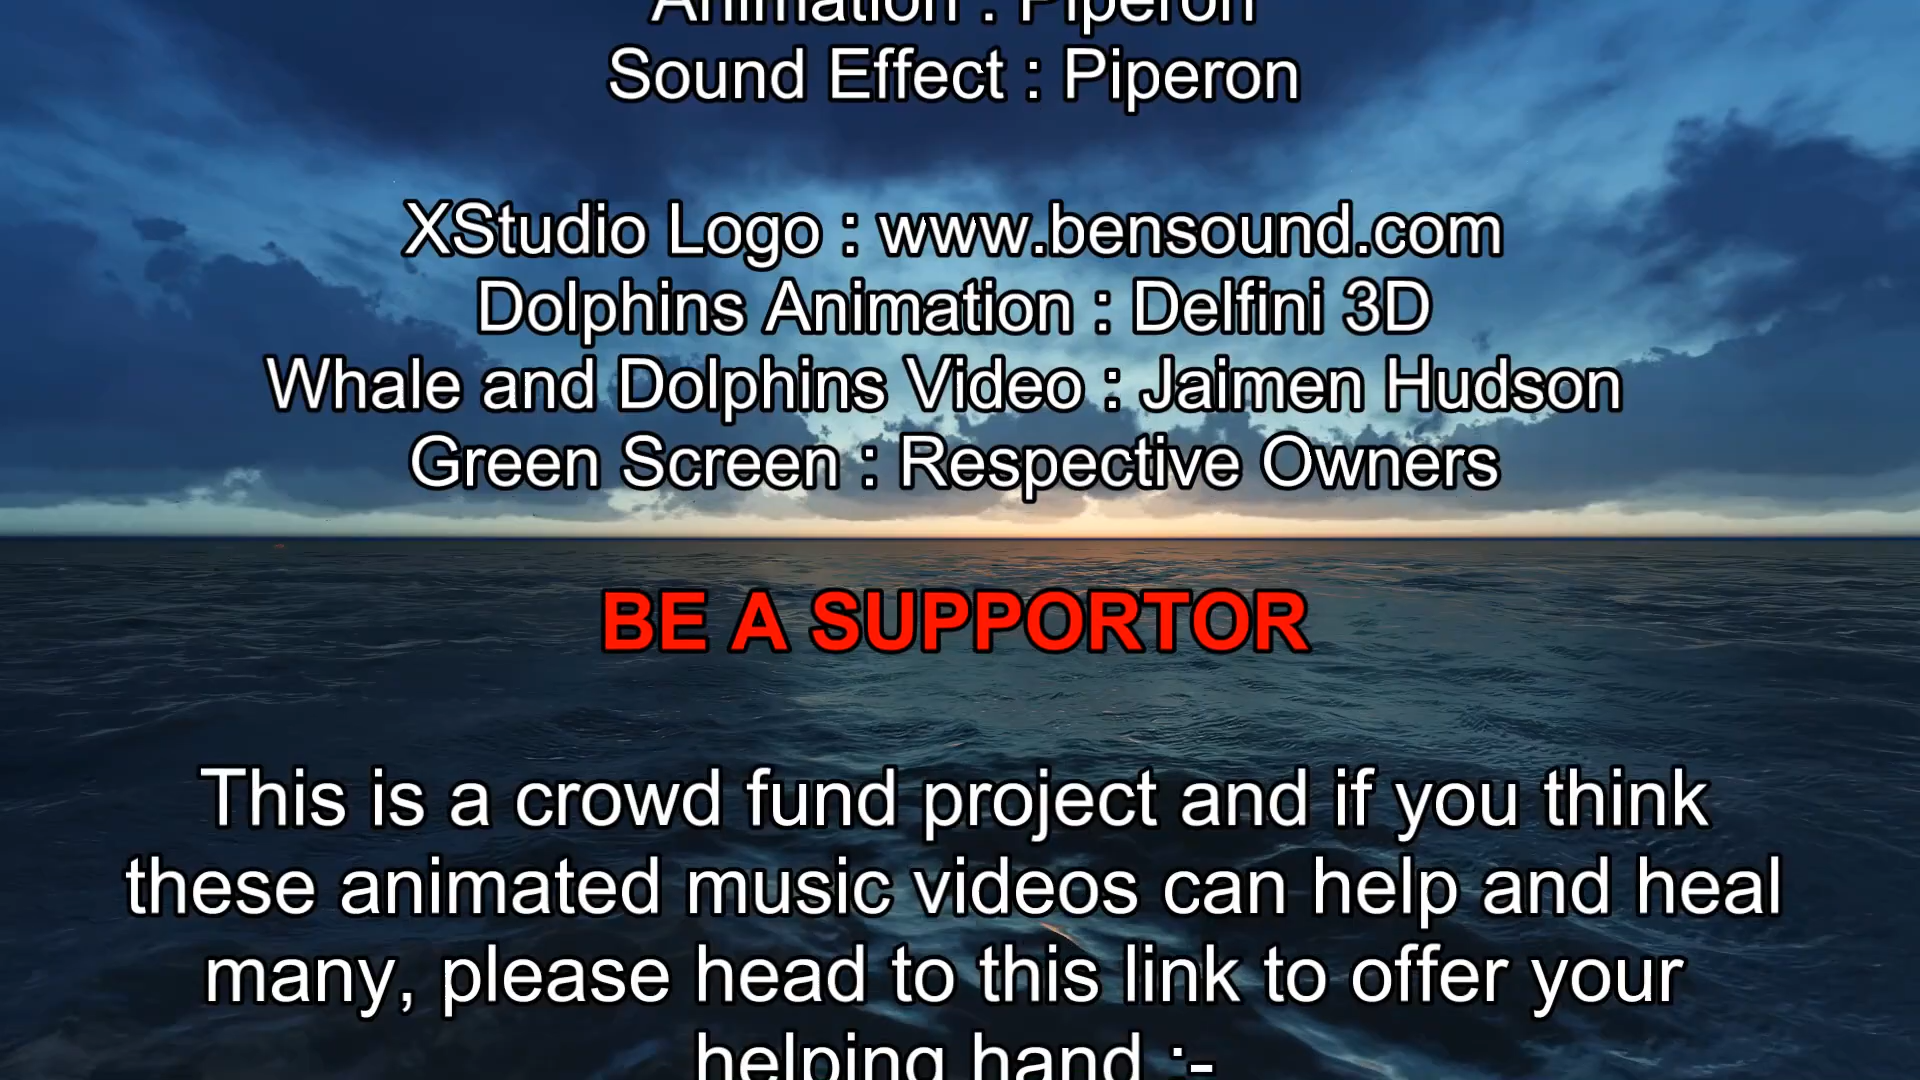 Animation : Piperon
Sound Effect : Piperon
XStudio Logo : www.bensound.com
Dolphins Animation : Delfini 3D
Whale and Dolphins Video : Jaimen Hudson
Green Screen : Respective Owners
BE A SUPPORTOR
This is a crowd fund project and if you think
these animated music videos can help and heal
many, please head to this link to offer your
helping hand :-